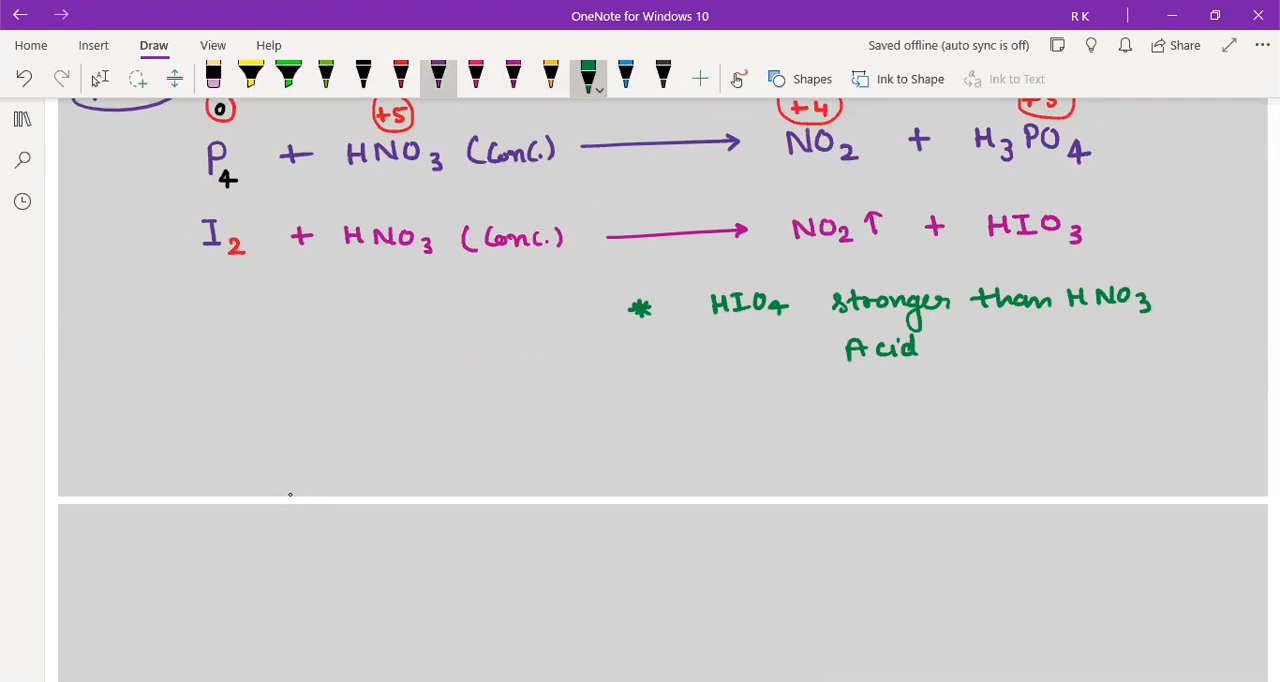 OneNote for Windows 10
R K
Home Insert Draw View Help
Saved offline (auto sync is off)
Share
Shapes
Ink to Shape
Ink to Text
0 +5 +4
P4 + HNO3 (Conc.) → NO2 + H3PO4
I2 + HNO3 (Conc.) → NO2↑ + HIO3
* HIO4 stronger than HNO3
Acid